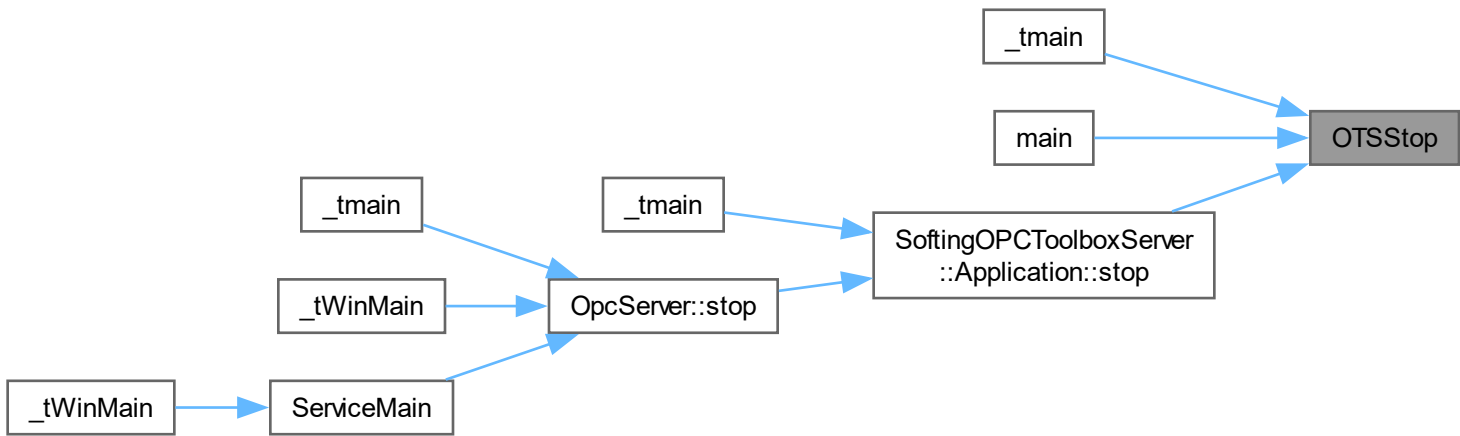 _tmain
main
OTSStop
_tmain
_tmain
SoftingOPCToolboxServer
::Application::stop
_tWinMain
OpcServer::stop
_tWinMain
ServiceMain